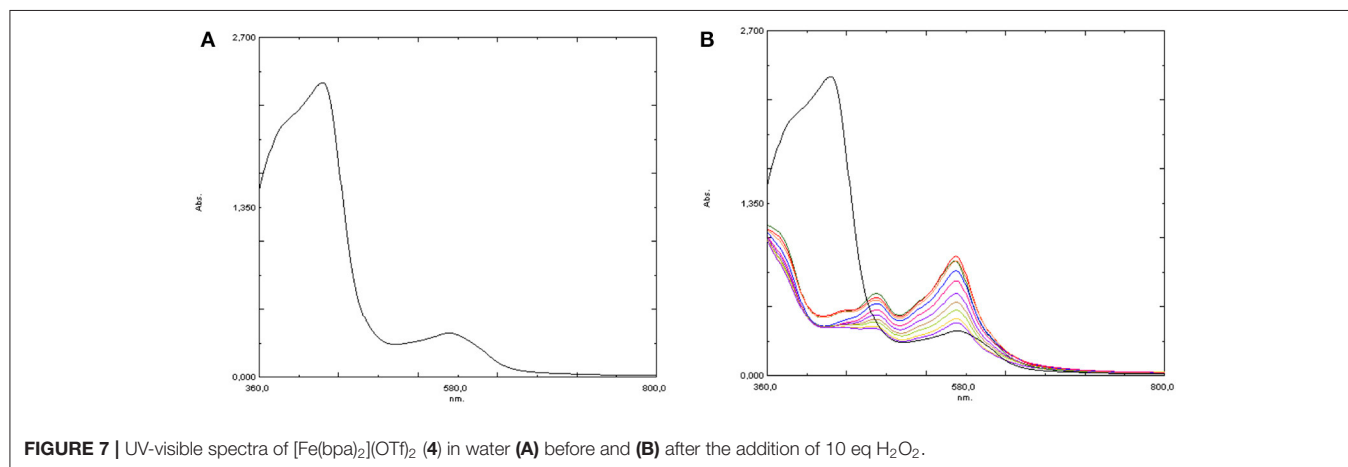 A
2,700
Abs.
1,350
0,000
360,0
580,0
800,0
nm.
B
2,700
Abs.
1,350
0,000
360,0
580,0
800,0
nm.
FIGURE 7 | UV-visible spectra of [Fe(bpa)₂](OTf)₂ (4) in water (A) before and (B) after the addition of 10 eq H₂O₂.